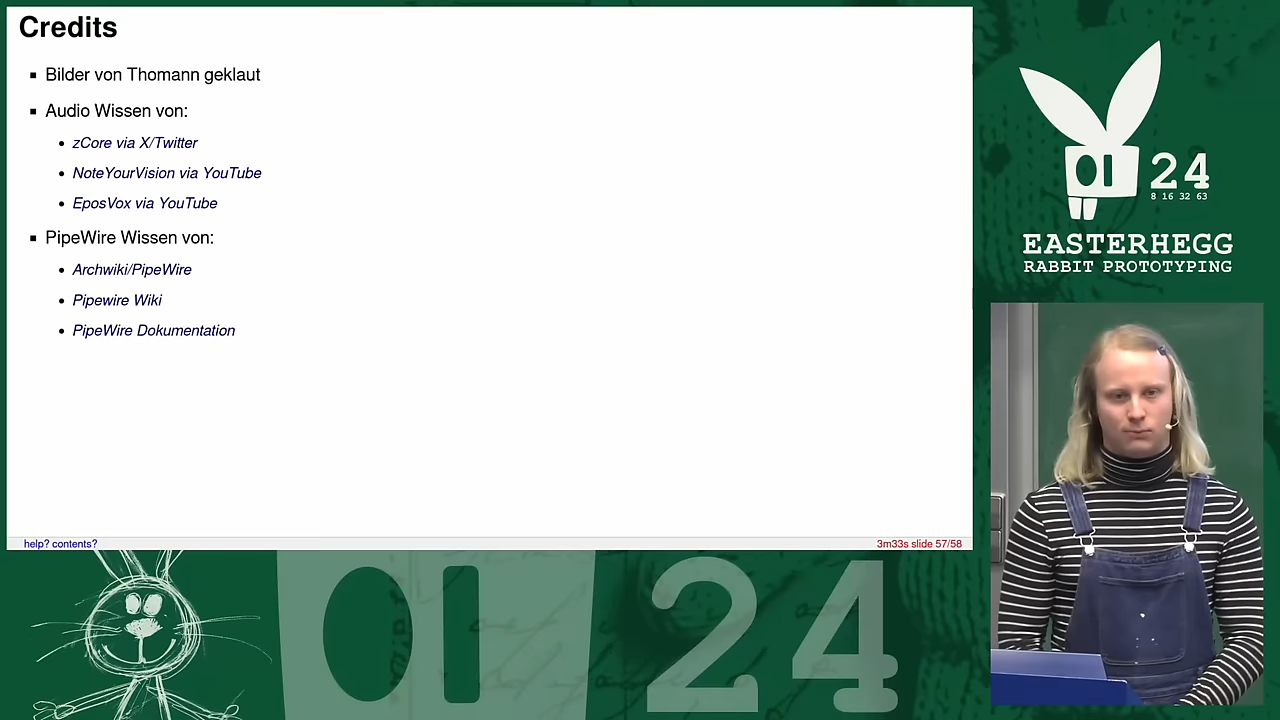 Credits
Bilder von Thomann geklaut
Audio Wissen von:
zCore via X/Twitter
NoteYourVision via YouTube
EposVox via YouTube
PipeWire Wissen von:
Archwiki/PipeWire
Pipewire Wiki
PipeWire Dokumentation
help? contents?
3m33s slide 57/58
24
8 16 32 63
EASTERHEGG
RABBIT PROTOTYPING
24